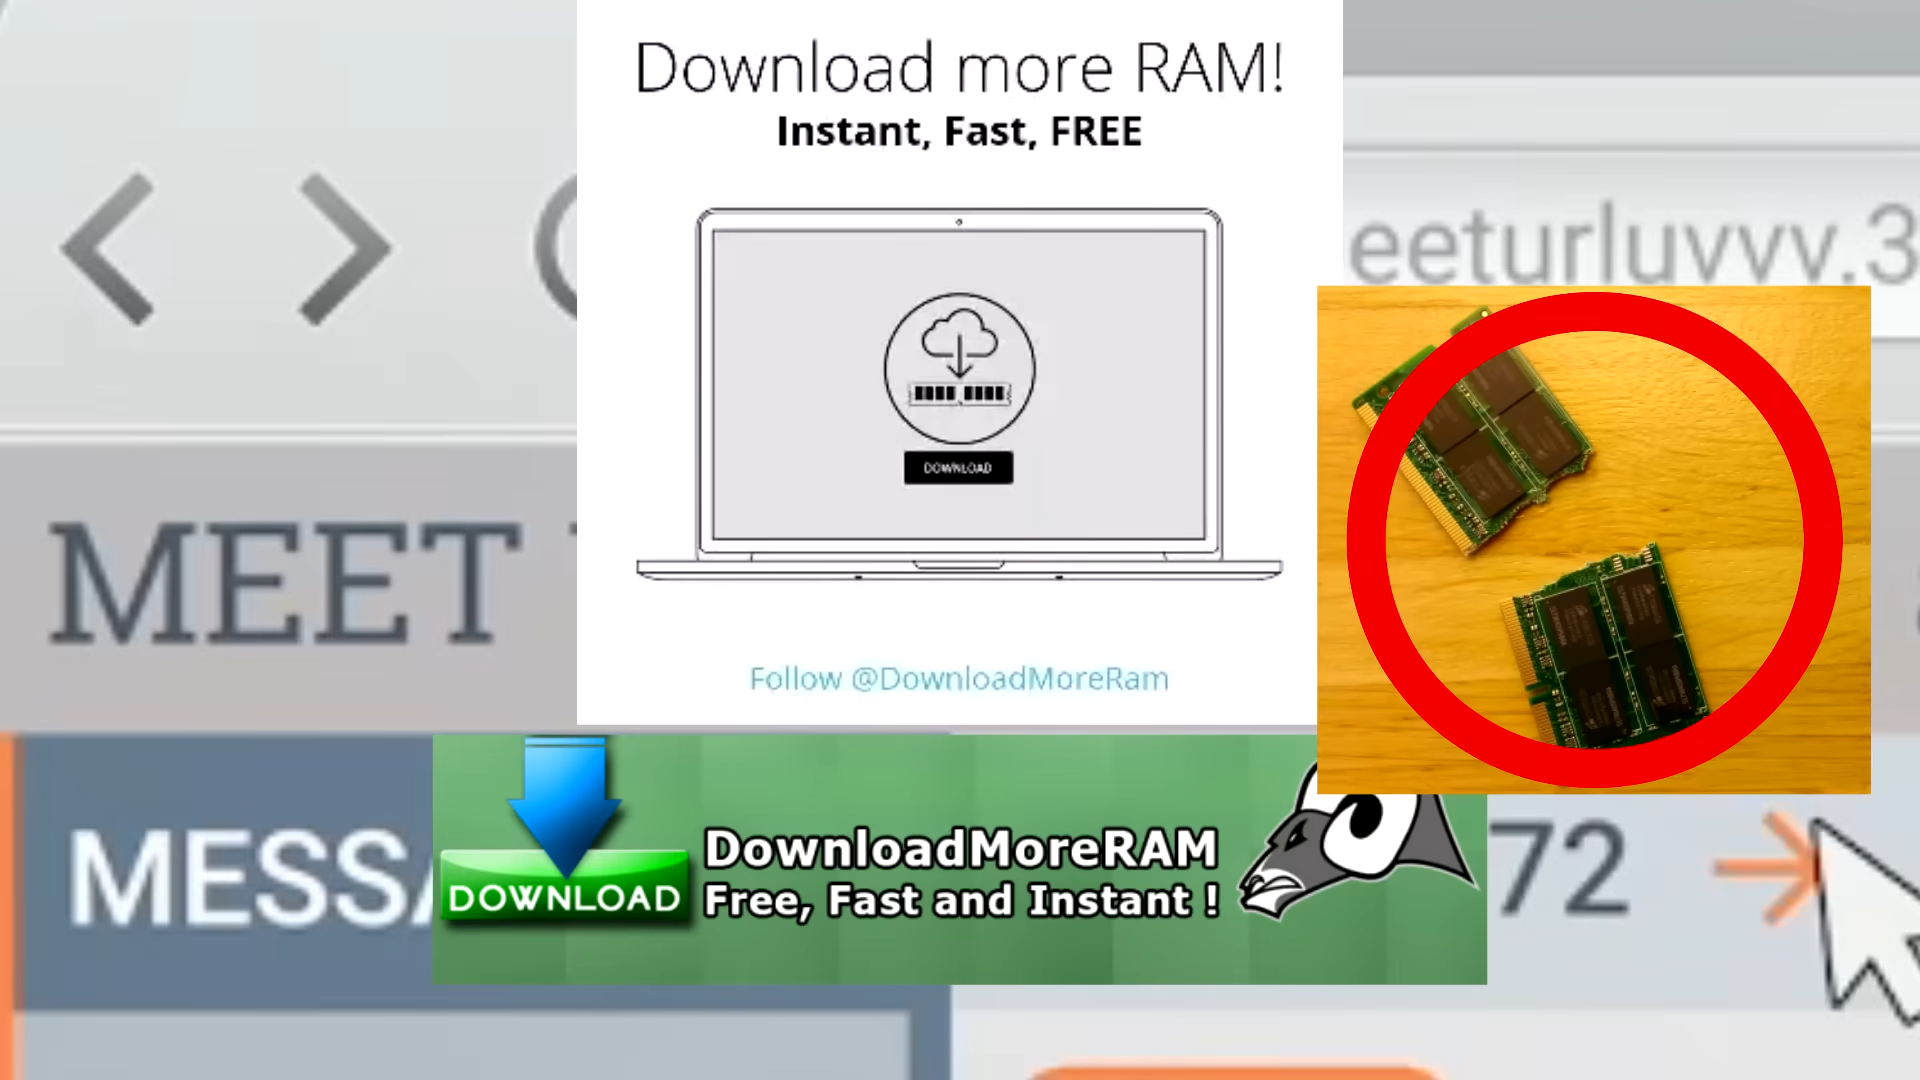 Download more RAM!
Instant, Fast, FREE
eeturluvvv.3
DOWNLOAD
MEET
Follow @DownloadMoreRam
MESSA
DOWNLOAD
DownloadMoreRAM
Free, Fast and Instant !
72